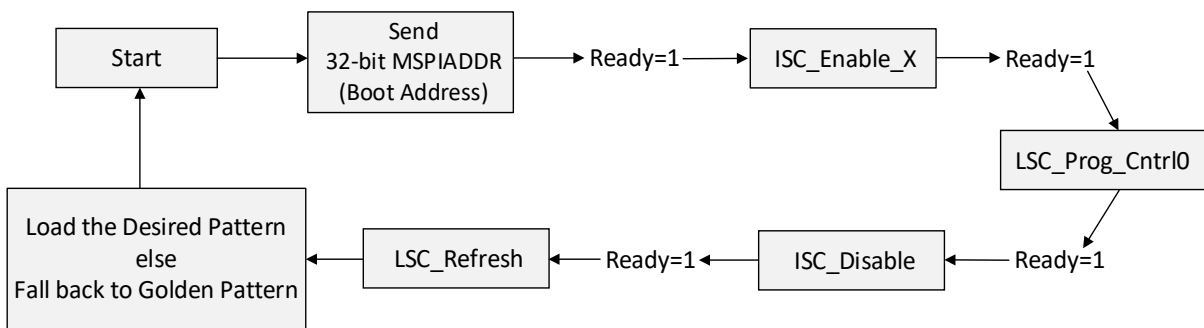 Start
Send
32-bit MSPIADDR
(Boot Address)
Ready=1
ISC_Enable_X
Ready=1
LSC_Prog_Cntrl0
Ready=1
ISC_Disable
Ready=1
LSC_Refresh
Load the Desired Pattern
else
Fall back to Golden Pattern